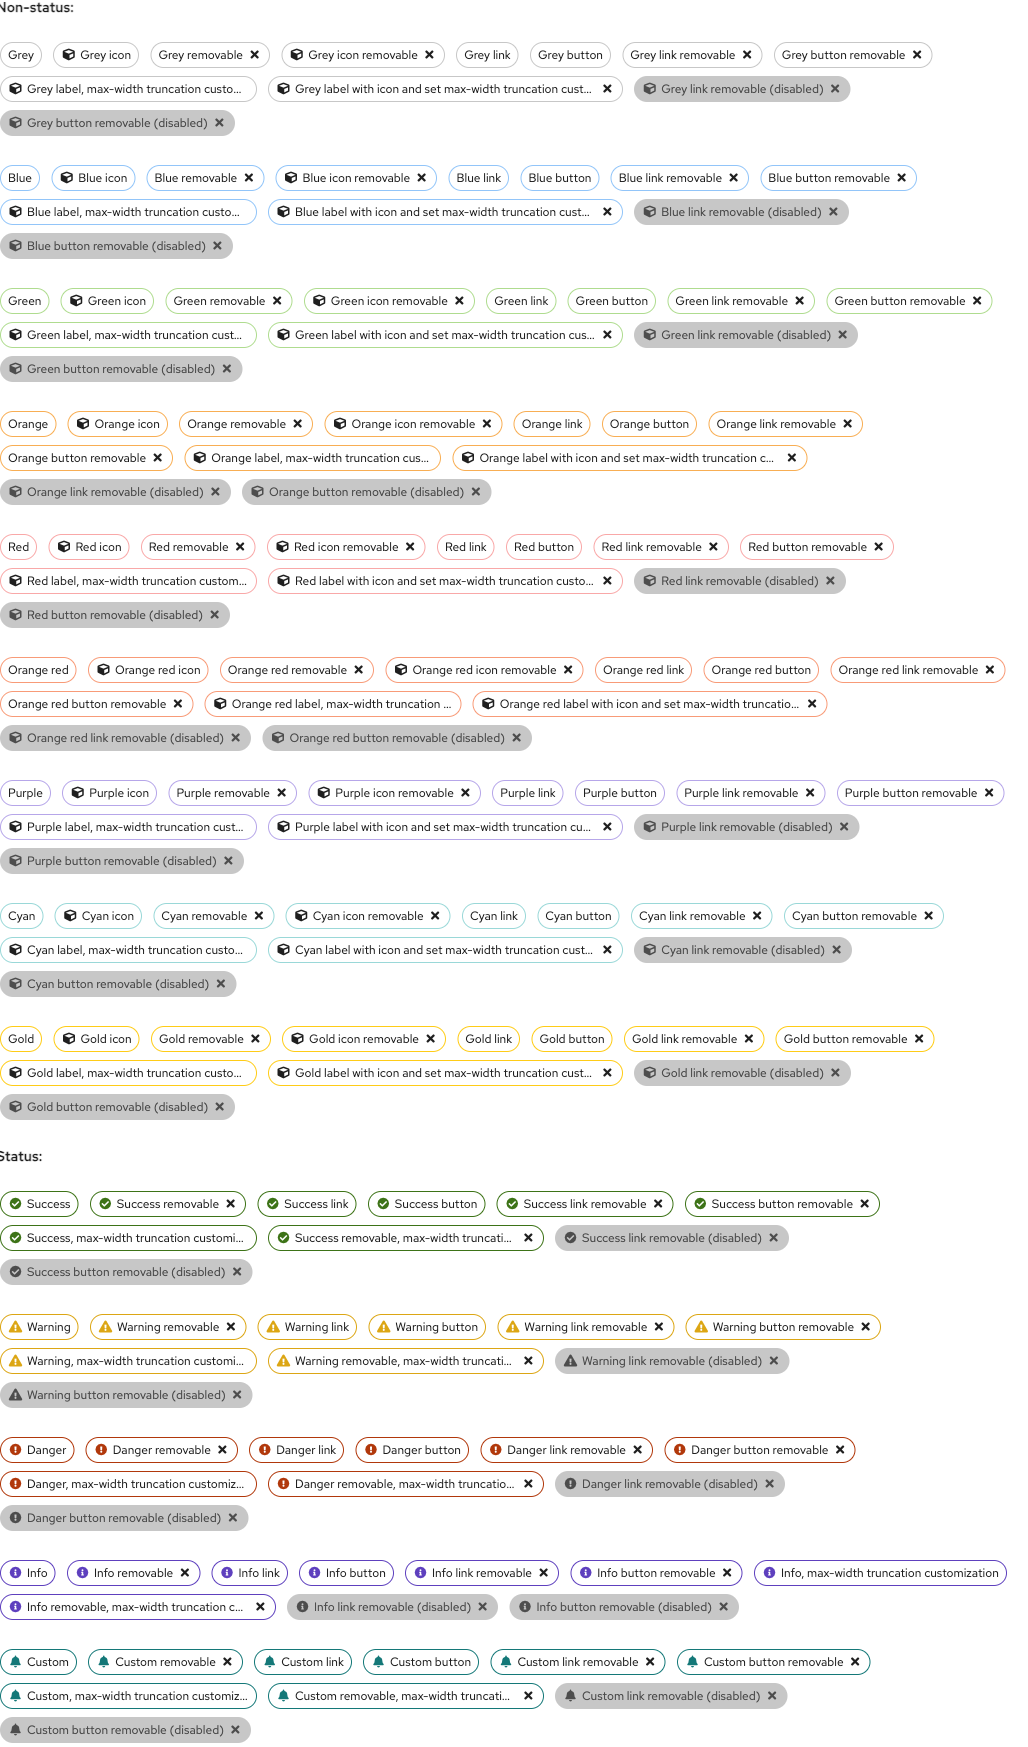 Non-status:
Grey Grey icon Grey removable Grey icon removable Grey link Grey button Grey link removable Grey button removable
Grey label, max-width truncation custo... Grey label with icon and set max-width truncation cust... Grey link removable (disabled)
Grey button removable (disabled)
Blue Blue icon Blue removable Blue icon removable Blue link Blue button Blue link removable Blue button removable
Blue label, max-width truncation custo... Blue label with icon and set max-width truncation cust... Blue link removable (disabled)
Blue button removable (disabled)
Green Green icon Green removable Green icon removable Green link Green button Green link removable Green button removable
Green label, max-width truncation cust... Green label with icon and set max-width truncation cus... Green link removable (disabled)
Green button removable (disabled)
Orange Orange icon Orange removable Orange icon removable Orange link Orange button Orange link removable
Orange button removable Orange label, max-width truncation cus... Orange label with icon and set max-width truncation c...
Orange link removable (disabled) Orange button removable (disabled)
Red Red icon Red removable Red icon removable Red link Red button Red link removable Red button removable
Red label, max-width truncation custom... Red label with icon and set max-width truncation custo... Red link removable (disabled)
Red button removable (disabled)
Orange red Orange red icon Orange red removable Orange red icon removable Orange red link Orange red button Orange red link removable
Orange red button removable Orange red label, max-width truncation ... Orange red label with icon and set max-width truncatio...
Orange red link removable (disabled) Orange red button removable (disabled)
Purple Purple icon Purple removable Purple icon removable Purple link Purple button Purple link removable Purple button removable
Purple label, max-width truncation cust... Purple label with icon and set max-width truncation cu... Purple link removable (disabled)
Purple button removable (disabled)
Cyan Cyan icon Cyan removable Cyan icon removable Cyan link Cyan button Cyan link removable Cyan button removable
Cyan label, max-width truncation custo... Cyan label with icon and set max-width truncation cust... Cyan link removable (disabled)
Cyan button removable (disabled)
Gold Gold icon Gold removable Gold icon removable Gold link Gold button Gold link removable Gold button removable
Gold label, max-width truncation custo... Gold label with icon and set max-width truncation cust... Gold link removable (disabled)
Gold button removable (disabled)
Status:
Success Success removable Success link Success button Success link removable Success button removable
Success, max-width truncation customi... Success removable, max-width truncati... Success link removable (disabled)
Success button removable (disabled)
Warning Warning removable Warning link Warning button Warning link removable Warning button removable
Warning, max-width truncation customi... Warning removable, max-width truncati... Warning link removable (disabled)
Warning button removable (disabled)
Danger Danger removable Danger link Danger button Danger link removable Danger button removable
Danger, max-width truncation customiz... Danger removable, max-width truncatio... Danger link removable (disabled)
Danger button removable (disabled)
Info Info removable Info link Info button Info link removable Info button removable Info, max-width truncation customization
Info removable, max-width truncation c... Info link removable (disabled) Info button removable (disabled)
Custom Custom removable Custom link Custom button Custom link removable Custom button removable
Custom, max-width truncation customiz... Custom removable, max-width truncati... Custom link removable (disabled)
Custom button removable (disabled)